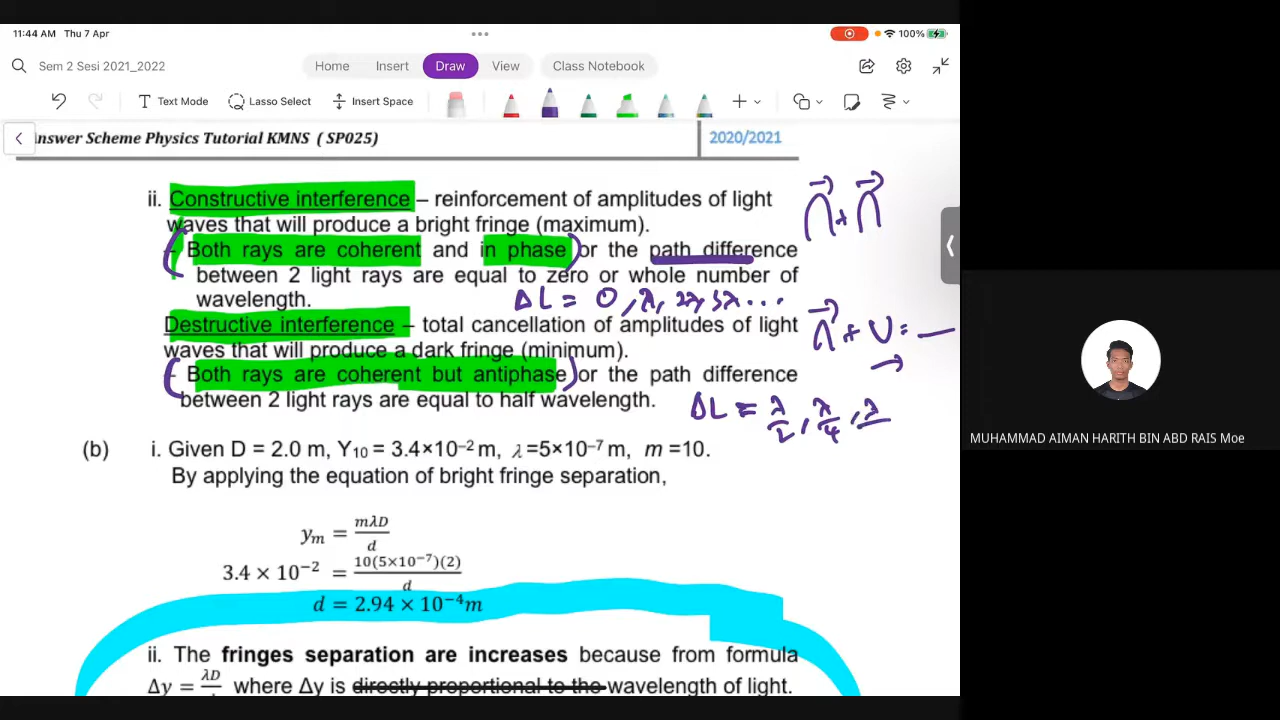 11:44 AM Thu 7 Apr
100%
Sem 2 Sesi 2021_2022
Home Insert Draw View Class Notebook
Text Mode Lasso Select Insert Space
nswer Scheme Physics Tutorial KMNS ( SP025)
2020/2021
ii. Constructive interference – reinforcement of amplitudes of light
waves that will produce a bright fringe (maximum).
- Both rays are coherent and in phase or the path difference
between 2 light rays are equal to zero or whole number of
wavelength.
ΔL = 0, λ, 2λ, 3λ...
Destructive interference – total cancellation of amplitudes of light
waves that will produce a dark fringe (minimum).
- Both rays are coherent but antiphase or the path difference
between 2 light rays are equal to half wavelength.
ΔL = λ/2, λ/4, λ/
(b) i. Given D = 2.0 m, Y10 = 3.4×10–2 m, λ =5×10–7 m, m =10.
By applying the equation of bright fringe separation,
ym = mλD/d
3.4 × 10−2 = 10(5×10−7)(2)/d
d = 2.94 × 10−4m
ii. The fringes separation are increases because from formula
Δy = λD/ where Δy is directly proportional to the wavelength of light.
MUHAMMAD AIMAN HARITH BIN ABD RAIS Moe